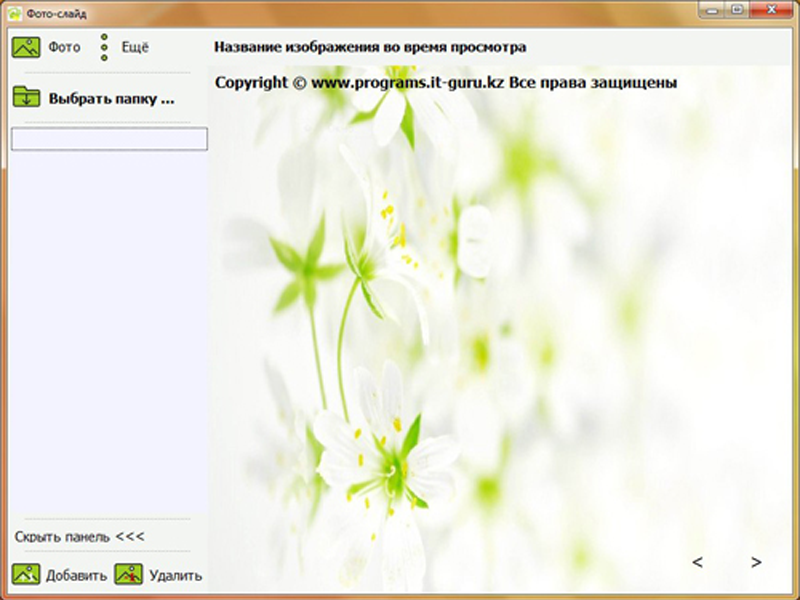 Фото-слайд
Фото
Ещё
Название изображения во время просмотра
Copyright © www.programs.it-guru.kz Все права защищены
Выбрать папку ...
Скрыть панель <<<
Добавить
Удалить
< >